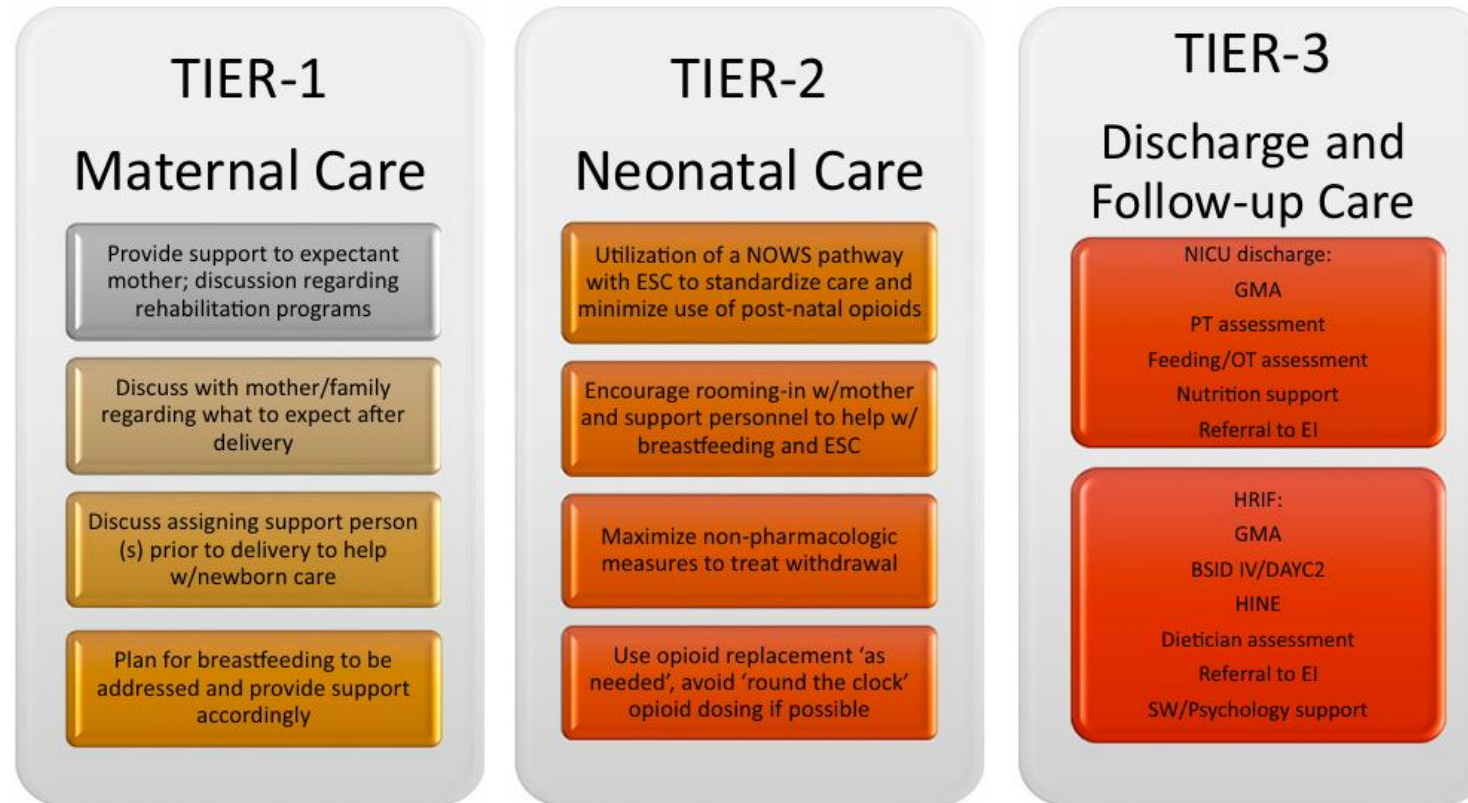 TIER-1
Maternal Care
Provide support to expectant
mother; discussion regarding
rehabilitation programs
Discuss with mother/family
regarding what to expect after
delivery
Discuss assigning support person
(s) prior to delivery to help
w/newborn care
Plan for breastfeeding to be
addressed and provide support
accordingly
TIER-2
Neonatal Care
Utilization of a NOWS pathway
with ESC to standardize care and
minimize use of post-natal opioids
Encourage rooming-in w/mother
and support personnel to help w/
breastfeeding and ESC
Maximize non-pharmacologic
measures to treat withdrawal
Use opioid replacement ‘as
needed’, avoid ‘round the clock’
opioid dosing if possible
TIER-3
Discharge and
Follow-up Care
NICU discharge:
GMA
PT assessment
Feeding/OT assessment
Nutrition support
Referral to EI
HRIF:
GMA
BSID IV/DAYC2
HINE
Dietician assessment
Referral to EI
SW/Psychology support